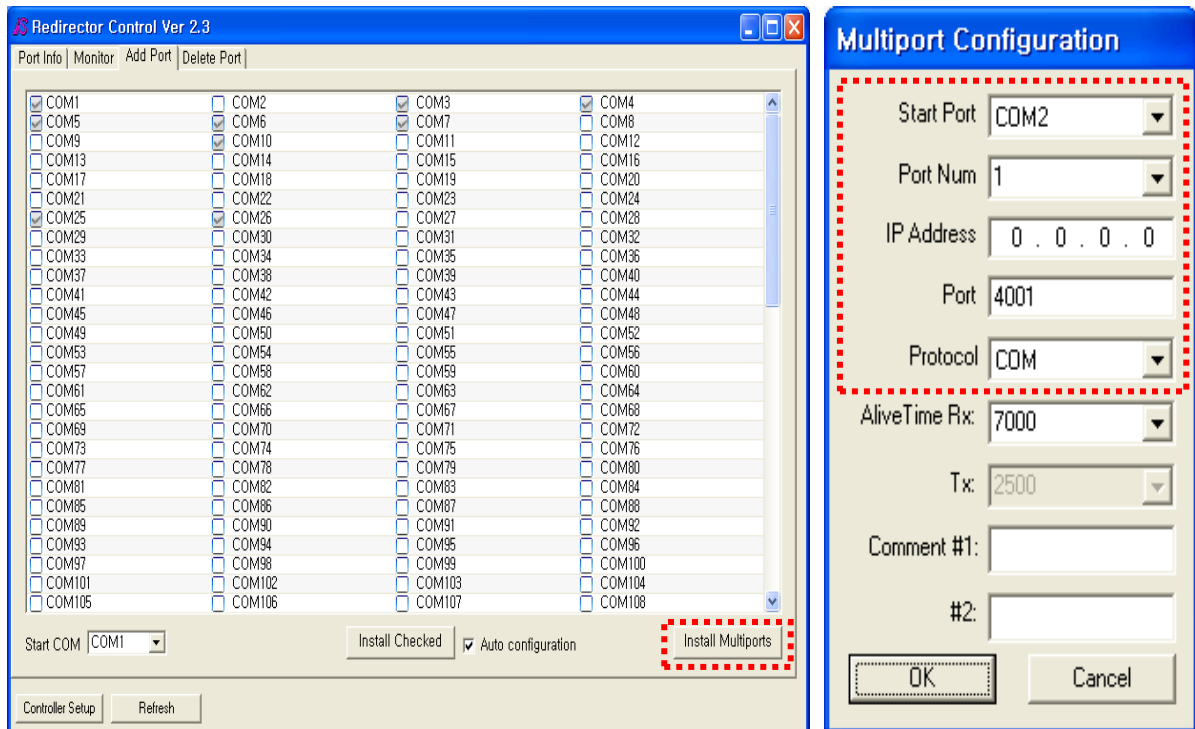 Redirector Control Ver 2.3
Port Info Monitor Add Port Delete Port
COM1 COM2 COM3 COM4
COM5 COM6 COM7 COM8
COM9 COM10 COM11 COM12
COM13 COM14 COM15 COM16
COM17 COM18 COM19 COM20
COM21 COM22 COM23 COM24
COM25 COM26 COM27 COM28
COM29 COM30 COM31 COM32
COM33 COM34 COM35 COM36
COM37 COM38 COM39 COM40
COM41 COM42 COM43 COM44
COM45 COM46 COM47 COM48
COM49 COM50 COM51 COM52
COM53 COM54 COM55 COM56
COM57 COM58 COM59 COM60
COM61 COM62 COM63 COM64
COM65 COM66 COM67 COM68
COM69 COM70 COM71 COM72
COM73 COM74 COM75 COM76
COM77 COM78 COM79 COM80
COM81 COM82 COM83 COM84
COM85 COM86 COM87 COM88
COM89 COM90 COM91 COM92
COM93 COM94 COM95 COM96
COM97 COM98 COM99 COM100
COM101 COM102 COM103 COM104
COM105 COM106 COM107 COM108
Start COM COM1 Install Checked Auto configuration Install Multiports
Controller Setup Refresh
Multiport Configuration
Start Port COM2
Port Num 1
IP Address 0 . 0 . 0 . 0
Port 4001
Protocol COM
AliveTime Rx: 7000
Tx: 2500
Comment #1:
#2:
OK Cancel